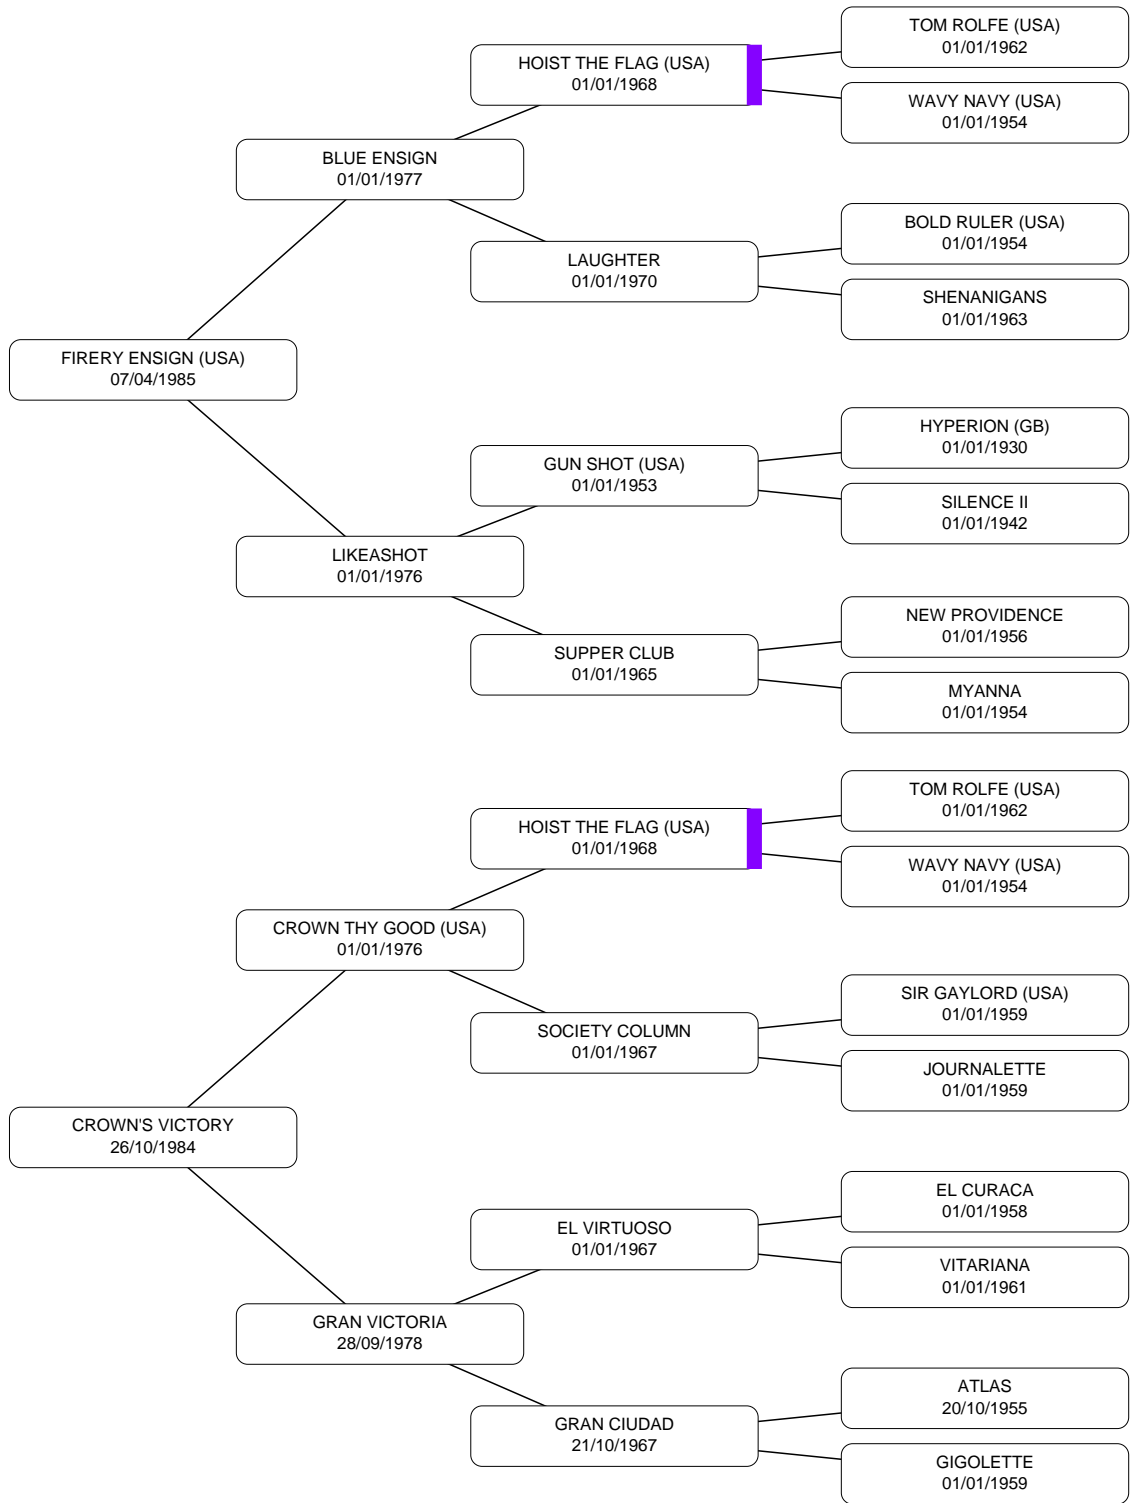 TOM ROLFE (USA)
01/01/1962
HOIST THE FLAG (USA)
01/01/1968
WAVY NAVY (USA)
01/01/1954
BLUE ENSIGN
01/01/1977
BOLD RULER (USA)
01/01/1954
LAUGHTER
01/01/1970
SHENANIGANS
01/01/1963
FIRERY ENSIGN (USA)
07/04/1985
HYPERION (GB)
01/01/1930
GUN SHOT (USA)
01/01/1953
SILENCE II
01/01/1942
LIKEASHOT
01/01/1976
NEW PROVIDENCE
01/01/1956
SUPPER CLUB
01/01/1965
MYANNA
01/01/1954
TOM ROLFE (USA)
01/01/1962
HOIST THE FLAG (USA)
01/01/1968
WAVY NAVY (USA)
01/01/1954
CROWN THY GOOD (USA)
01/01/1976
SIR GAYLORD (USA)
01/01/1959
SOCIETY COLUMN
01/01/1967
JOURNALETTE
01/01/1959
CROWN'S VICTORY
26/10/1984
EL CURACA
01/01/1958
EL VIRTUOSO
01/01/1967
VITARIANA
01/01/1961
GRAN VICTORIA
28/09/1978
ATLAS
20/10/1955
GRAN CIUDAD
21/10/1967
GIGOLETTE
01/01/1959